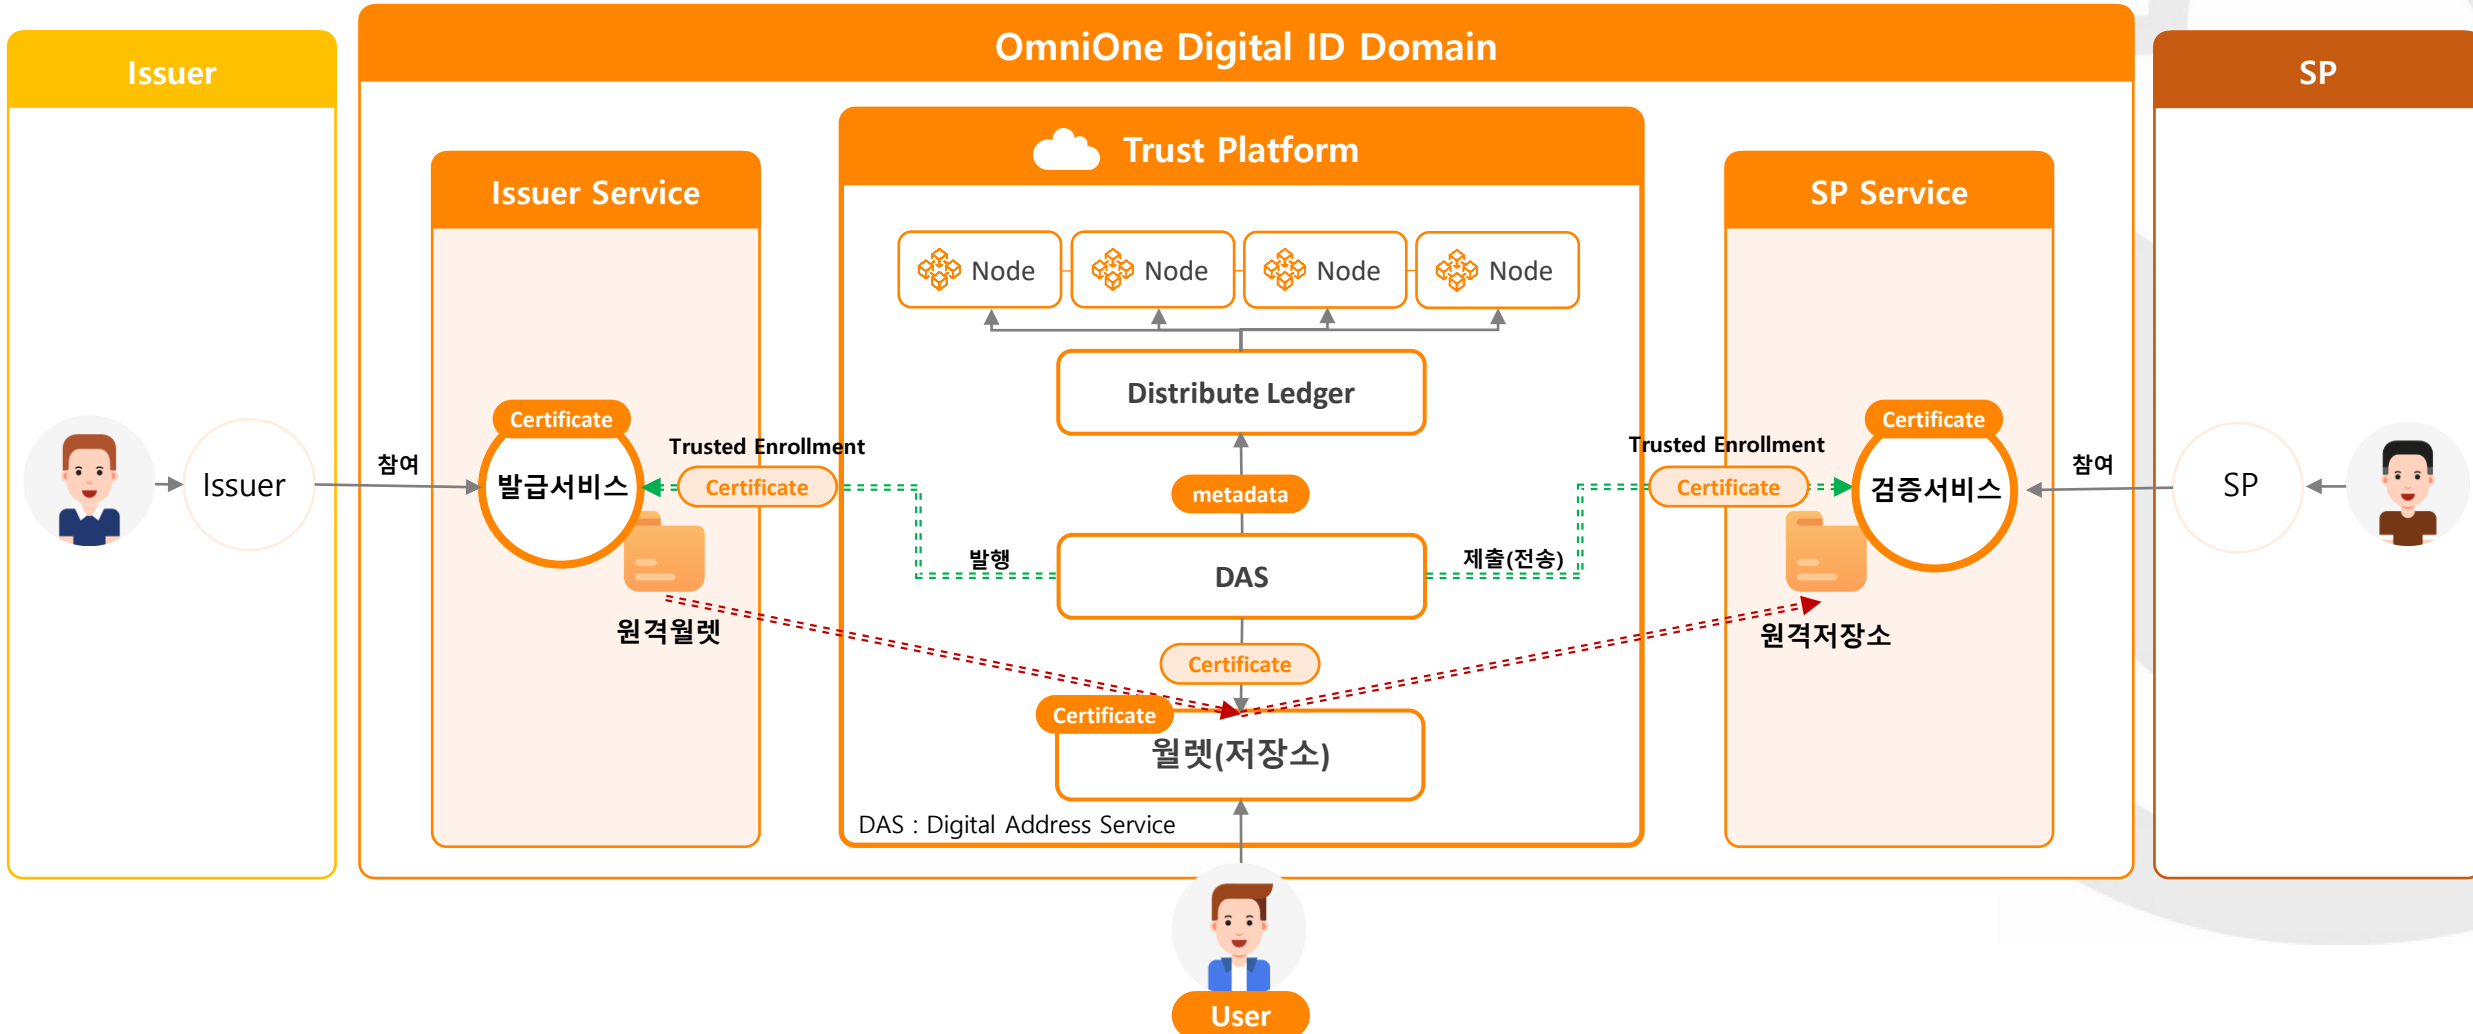 OmniOne Digital ID Domain
Issuer
SP
Trust Platform
Issuer Service
SP Service
Node
Node
Node
Node
Distribute Ledger
Certificate
Certificate
Trusted Enrollment
Trusted Enrollment
Issuer
참여
발급서비스
Certificate
metadata
Certificate
검증서비스
참여
SP
발행
DAS
제출(전송)
원격월렛
원격저장소
Certificate
Certificate
월렛(저장소)
DAS : Digital Address Service
User